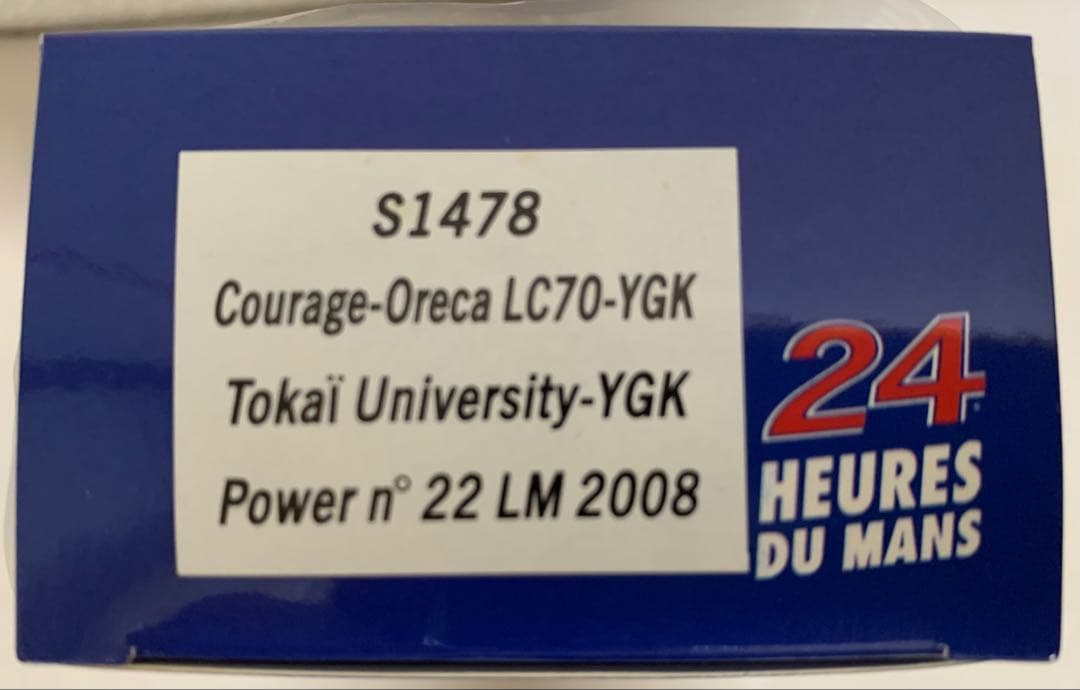 S1478
Courage-Oreca LC70-YGK
Tokaï University-YGK
Power n° 22 LM 2008
24
HEURES
DU MANS